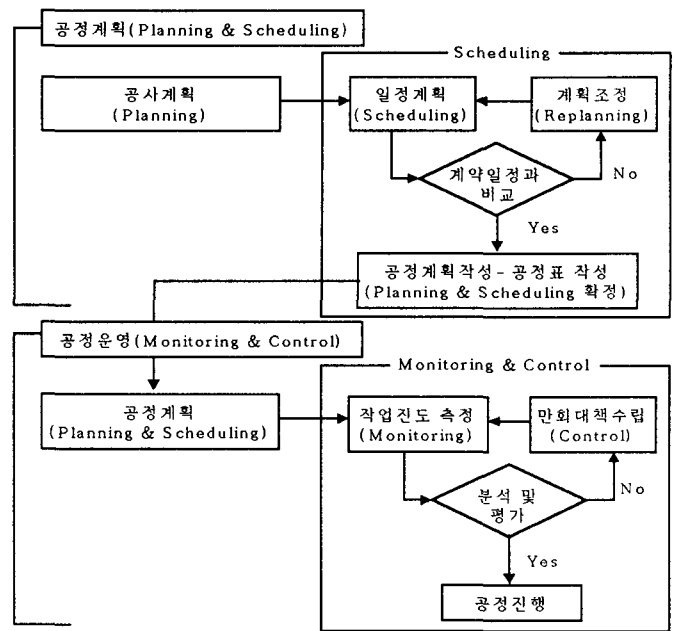 공정계획(Planning & Scheduling)
Scheduling
공사계획
(Planning)
일정계획
(Scheduling)
계획조정
(Replanning)
계약일정과
비교
No
Yes
공정계획작성- 공정표 작성
(Planning & Scheduling 확정)
공정운영(Monitoring & Control)
Monitoring & Control
공정계획
(Planning & Scheduling)
작업진도 측정
(Monitoring)
만회대책수립
(Control)
분석 및
평가
No
Yes
공정진행